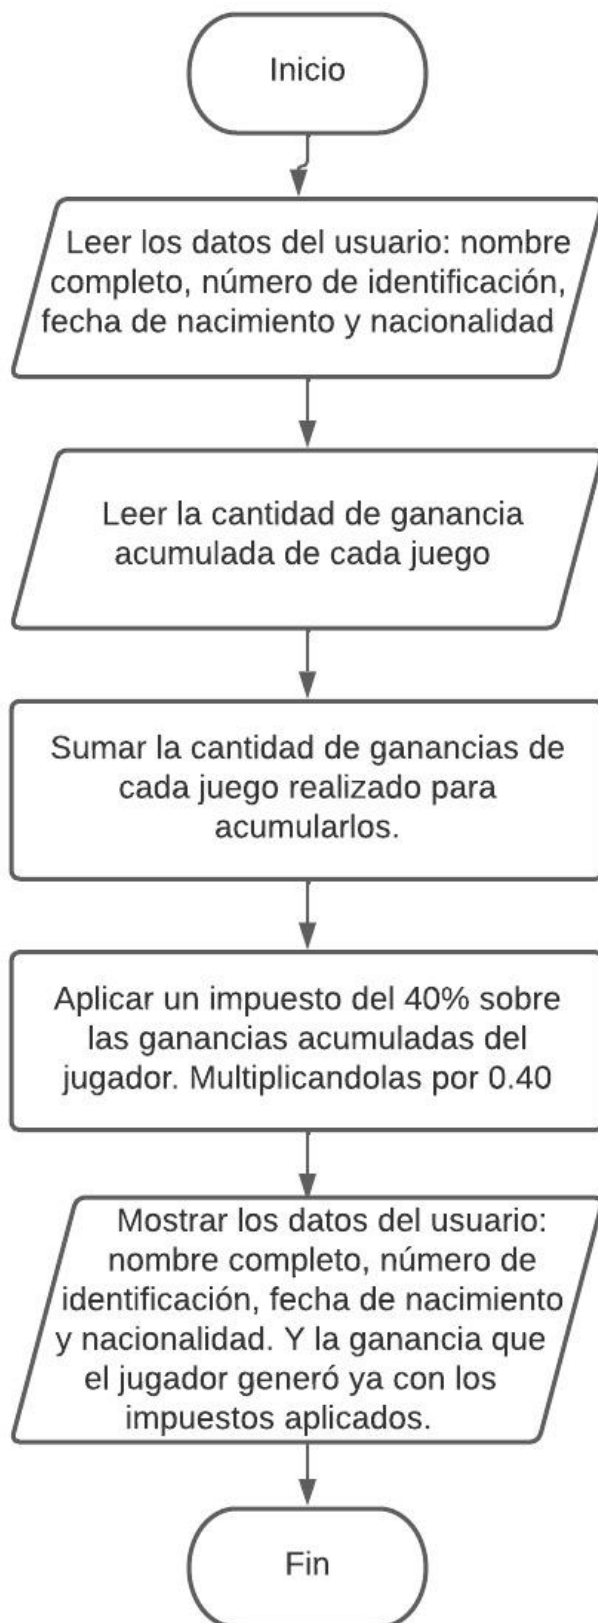 Inicio
Leer los datos del usuario: nombre
completo, número de identificación,
fecha de nacimiento y nacionalidad
Leer la cantidad de ganancia
acumulada de cada juego
Sumar la cantidad de ganancias de
cada juego realizado para
acumularlos.
Aplicar un impuesto del 40% sobre
las ganancias acumuladas del
jugador. Multiplicandolas por 0.40
Mostrar los datos del usuario:
nombre completo, número de
identificación, fecha de nacimiento
y nacionalidad. Y la ganancia que
el jugador generó ya con los
impuestos aplicados.
Fin